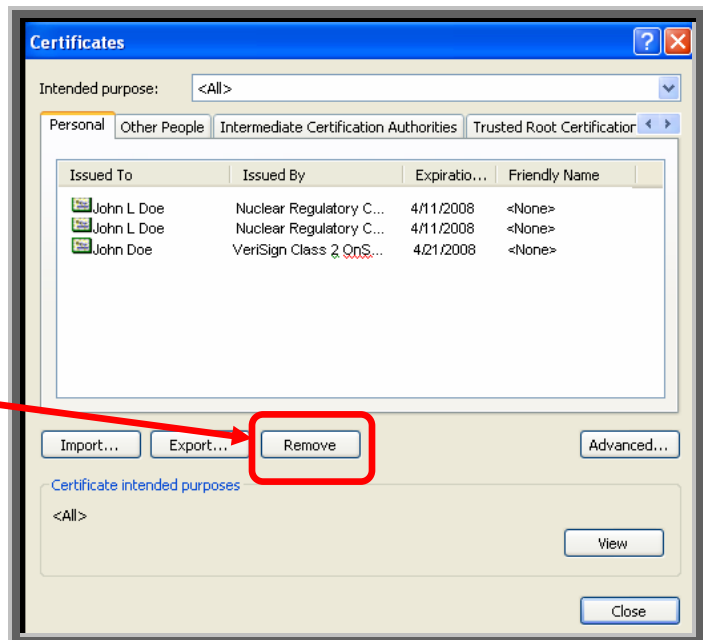 Certificates
Intended purpose: <All>
Personal Other People Intermediate Certification Authorities Trusted Root Certification
Issued To Issued By Expiratio... Friendly Name
John L Doe Nuclear Regulatory C... 4/11/2008 <None>
John L Doe Nuclear Regulatory C... 4/11/2008 <None>
John Doe VeriSign Class 2 OnS... 4/21/2008 <None>
Import... Export... Remove Advanced...
Certificate intended purposes
<All>
View
Close